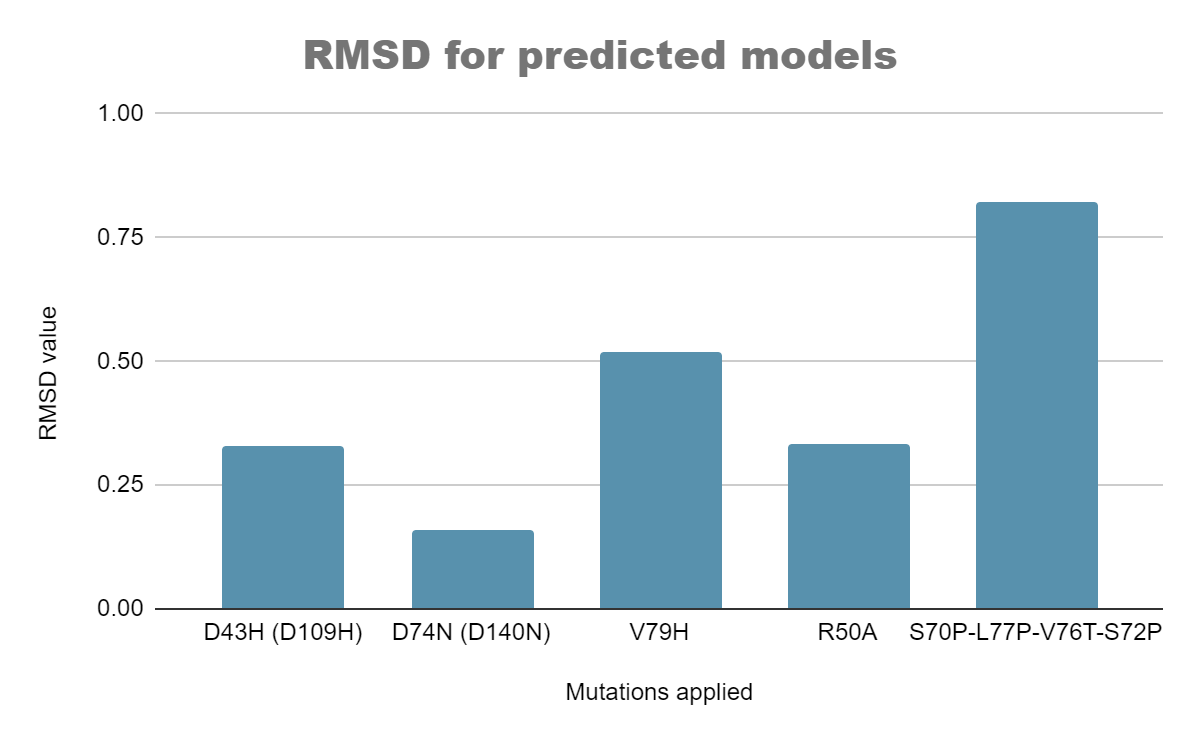 RMSD for predicted models
1.00
0.75
0.50
0.25
0.00
RMSD value
D43H (D109H) D74N (D140N) V79H R50A S70P-L77P-V76T-S72P
Mutations applied